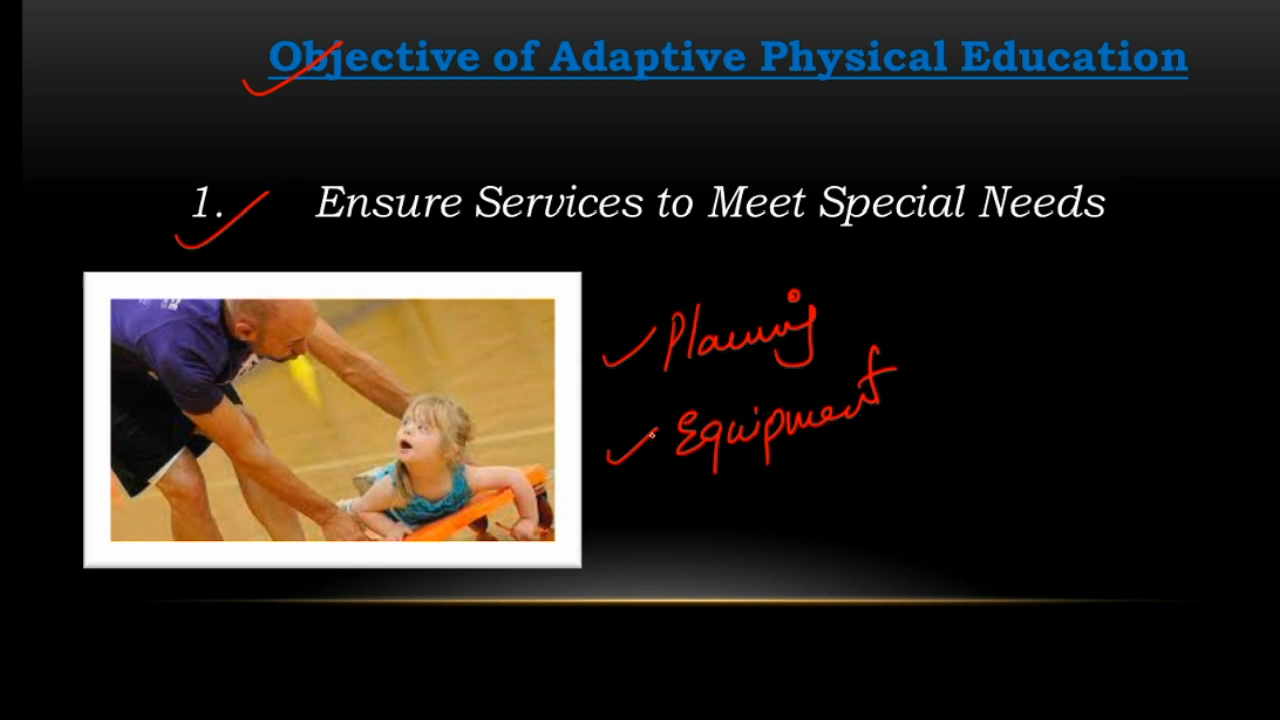 Objective of Adaptive Physical Education
1. Ensure Services to Meet Special Needs
Planning
Equipment